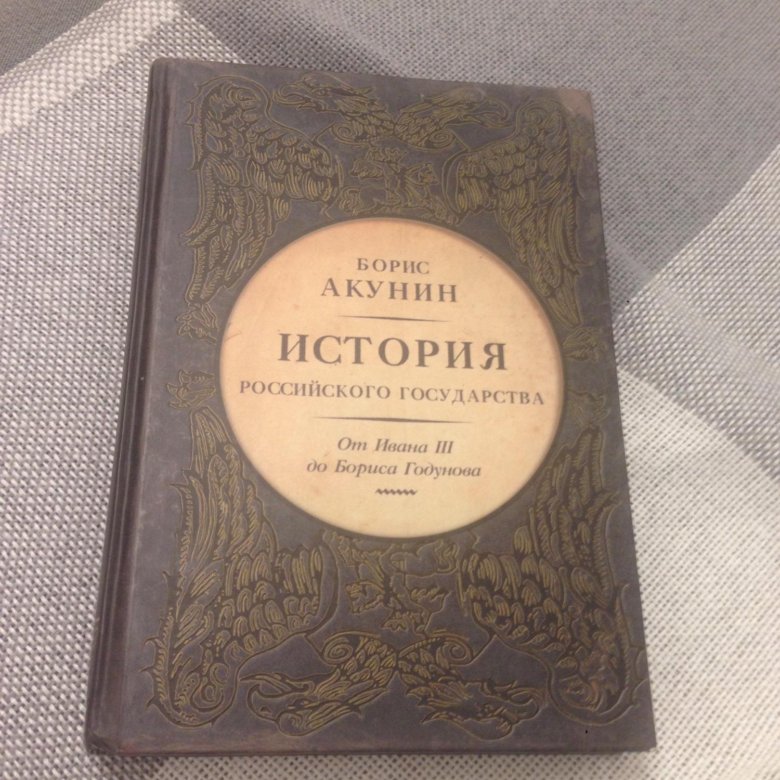 БОРИС
АКУНИН
ИСТОРИЯ
РОССИЙСКОГО ГОСУДАРСТВА
От Ивана III
до Бориса Годунова